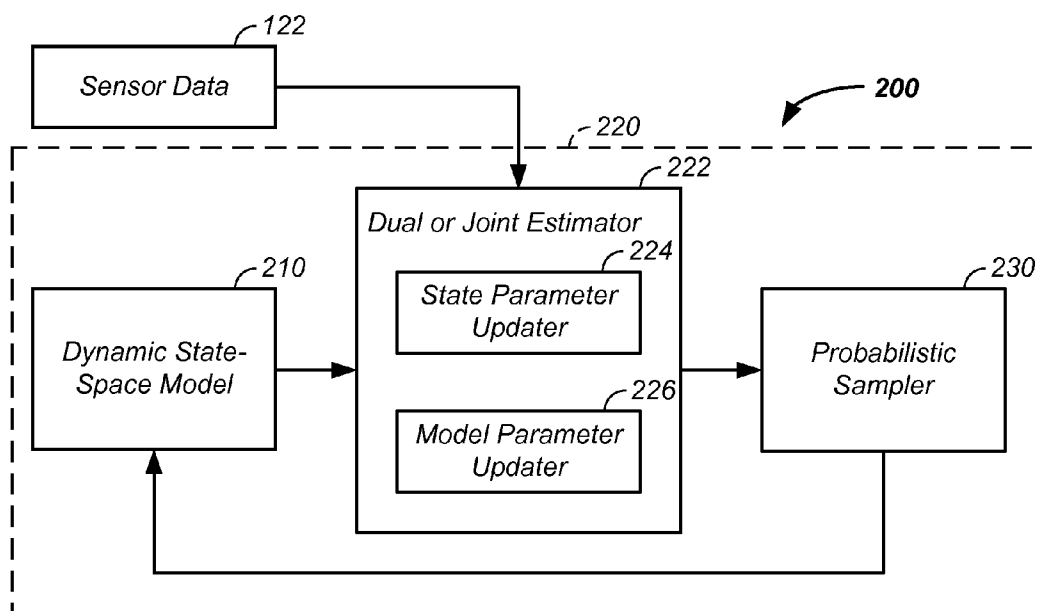 122
Sensor Data
200
220
222
Dual or Joint Estimator
224
State Parameter
Updater
210
Dynamic State-
Space Model
230
Probabilistic
Sampler
226
Model Parameter
Updater